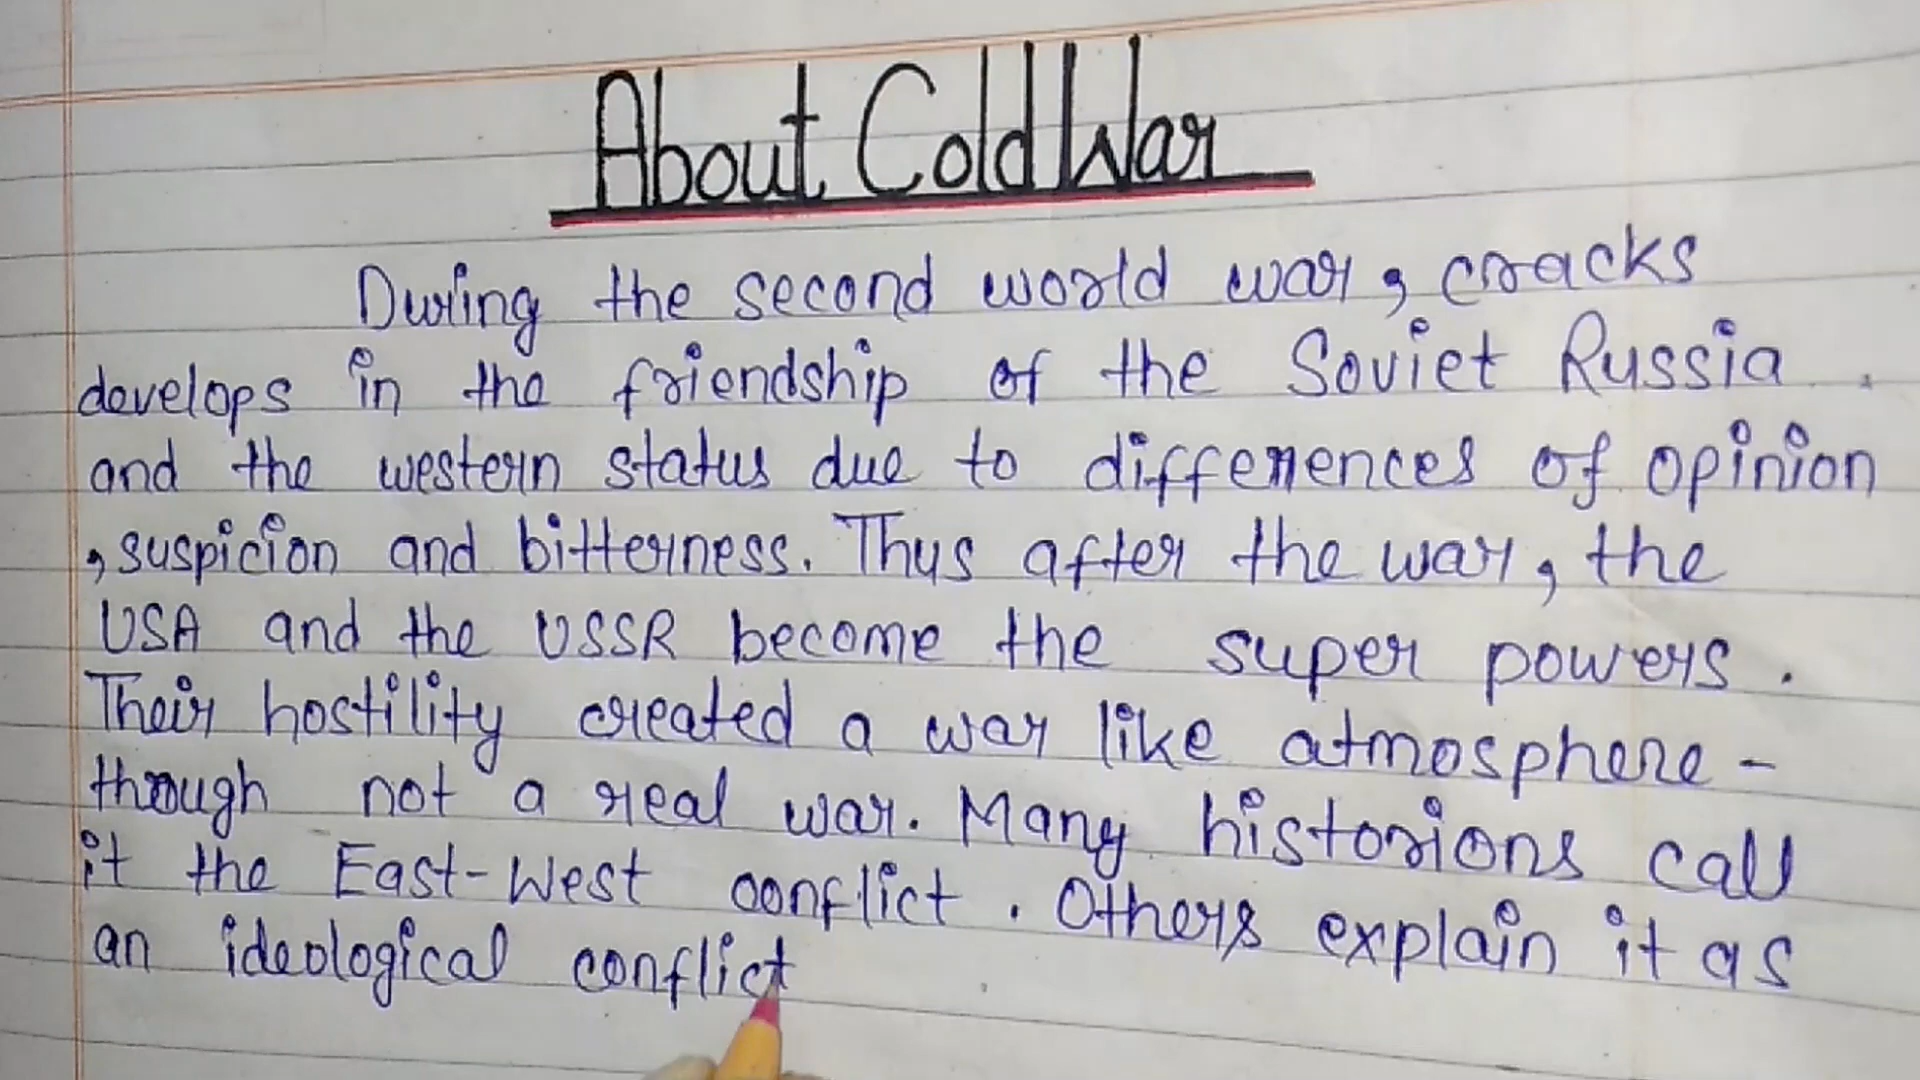 About Cold War
During the second world war, cracks
develops in the friendship of the Soviet Russia
and the western status due to differences of opinion
, suspicion and bitterness. Thus after the war, the
USA and the USSR become the super powers.
Their hostility created a war like atmosphere -
through not a real war. Many historions call
it the East-West conflict. Others explain it as
an ideological conflict